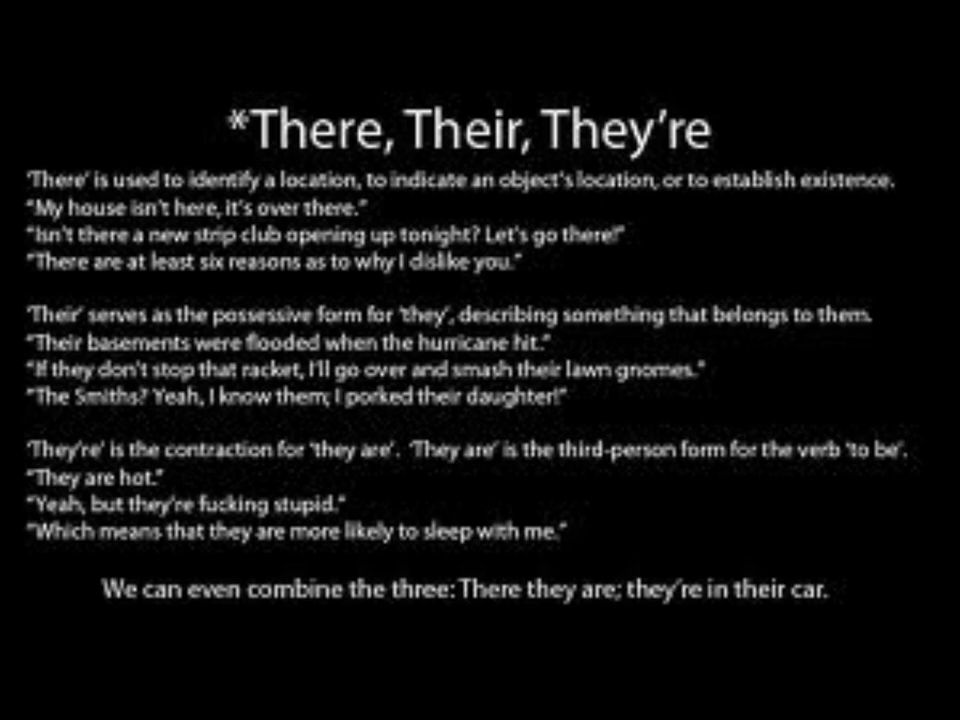 *There, Their, They're
'There' is used to identify a location, to indicate an object's location, or to establish existence.
"My house isn't here, it's over there."
"Isn't there a new strip club opening up tonight? Let's go there!"
"There are at least six reasons as to why I dislike you."
'Their' serves as the possessive form for 'they', describing something that belongs to them.
"Their basements were flooded when the hurricane hit."
"If they don't stop that racket, I'll go over and smash their lawn gnomes."
"The Smiths? Yeah, I know them; I porked their daughter!"
'They're' is the contraction for 'they are'. 'They are' is the third-person form for the verb 'to be'.
"They are hot."
"Yeah, but they're fucking stupid."
"Which means that they are more likely to sleep with me."
We can even combine the three: There they are; they're in their car.